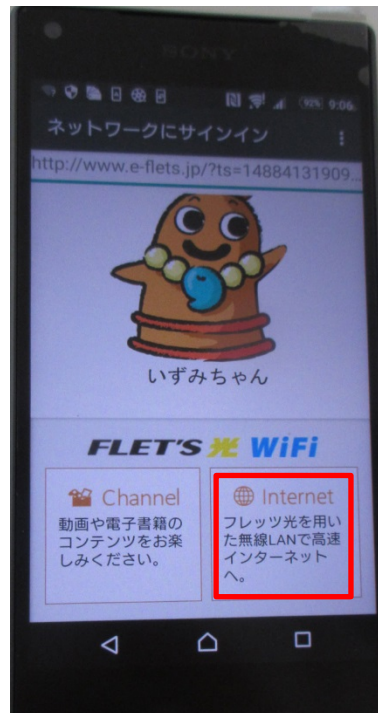 SONY
92% 9:06
ネットワークにサインイン
http://www.e-flets.jp/?ts=14884131909...
いずみちゃん
FLET'S 光 WiFi
Channel
動画や電子書籍の
コンテンツをお楽
しみください。
Internet
フレッツ光を用い
た無線LANで高速
インターネット
へ。